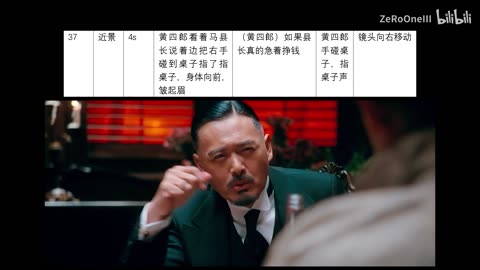 ZeRoOneIII bilibili
37 近景 4s 黄四郎看着马县 （黄四郎）如果县 黄四郎 镜头向右移动
长说着边把右手 长真的急着挣钱 手碰桌
碰到桌子指了指 子，指
桌子，身体向前， 桌子声
皱起眉